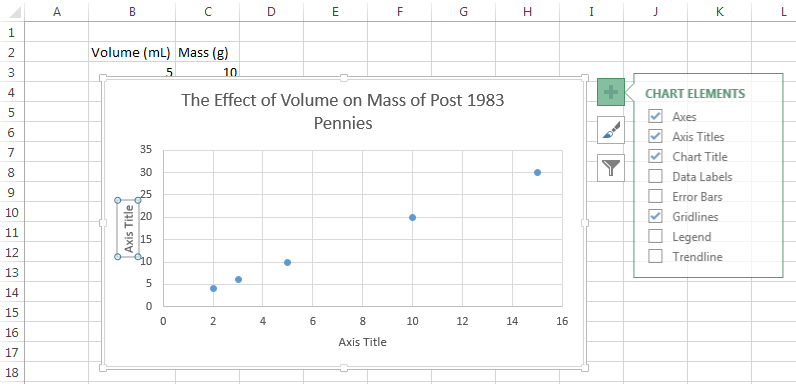 A B C D E F G H I J K L
1
2 Volume (mL) Mass (g)
3 5 10
4
5
6
7
8
9
10
11
12
13
14
15
16
17
18
The Effect of Volume on Mass of Post 1983
Pennies
35
30
25
20
15
10
5
0
Axis Title
0 2 4 6 8 10 12 14 16
Axis Title
CHART ELEMENTS
Axes
Axis Titles
Chart Title
Data Labels
Error Bars
Gridlines
Legend
Trendline